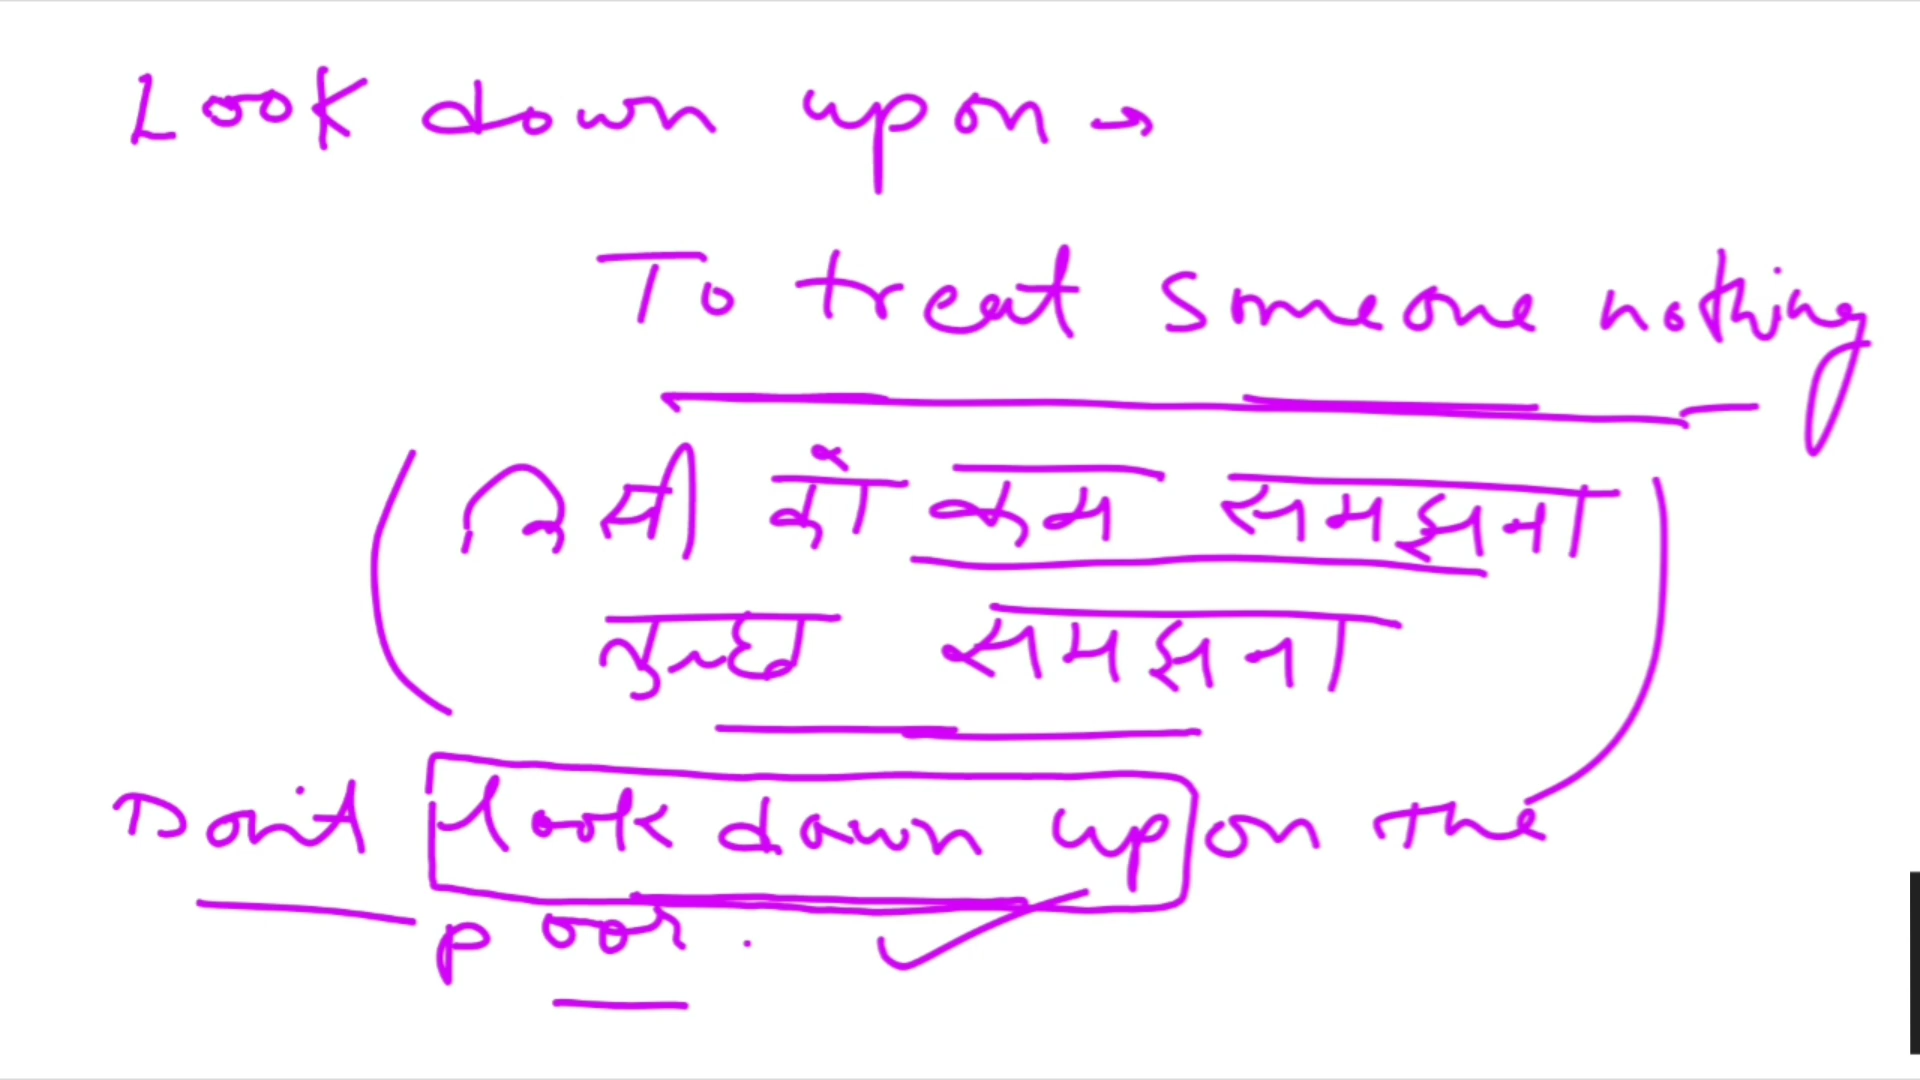 Look down upon →
To treat someone nothing
(किसी को कम समझना
तुच्छ समझना)
Don't look down upon the
poor.